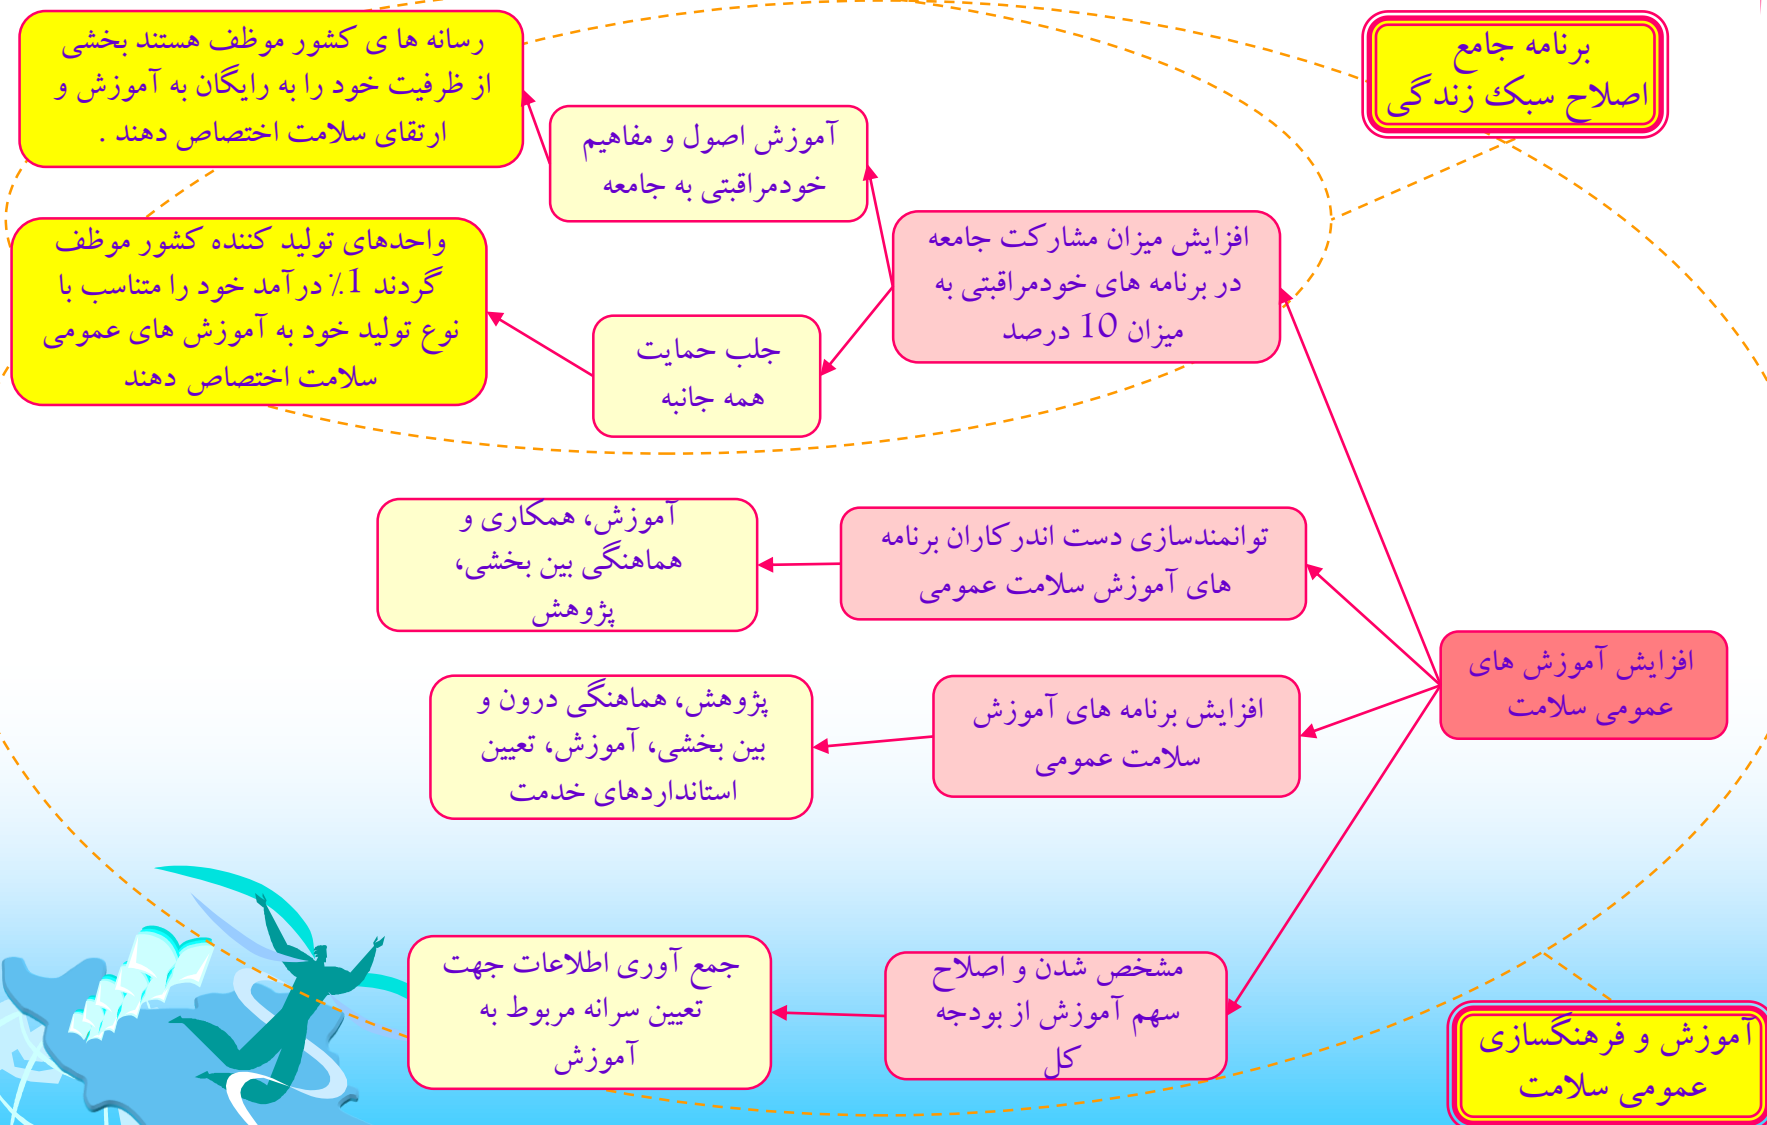 برنامه جامع
اصلاح سبک زندگی
رسانه ها ی کشور موظف هستند بخشی
از ظرفیت خود را به رایگان به آموزش و
ارتقای سلامت اختصاص دهند .
آموزش اصول و مفاهیم
خودمراقبتی به جامعه
افزایش میزان مشارکت جامعه
در برنامه های خودمراقبتی به
میزان 10 درصد
واحدهای تولید کننده کشور موظف
گردند 1٪ درآمد خود را متناسب با
نوع تولید خود به آموزش های عمومی
سلامت اختصاص دهند
جلب حمایت
همه جانبه
توانمندسازی دست اندرکاران برنامه
های آموزش سلامت عمومی
آموزش، همکاری و
هماهنگی بین بخشی،
پژوهش
افزایش آموزش های
عمومی سلامت
افزایش برنامه های آموزش
سلامت عمومی
پژوهش، هماهنگی درون و
بین بخشی، آموزش، تعیین
استانداردهای خدمت
مشخص شدن و اصلاح
سهم آموزش از بودجه
کل
جمع آوری اطلاعات جهت
تعیین سرانه مربوط به
آموزش
آموزش و فرهنگسازی
عمومی سلامت